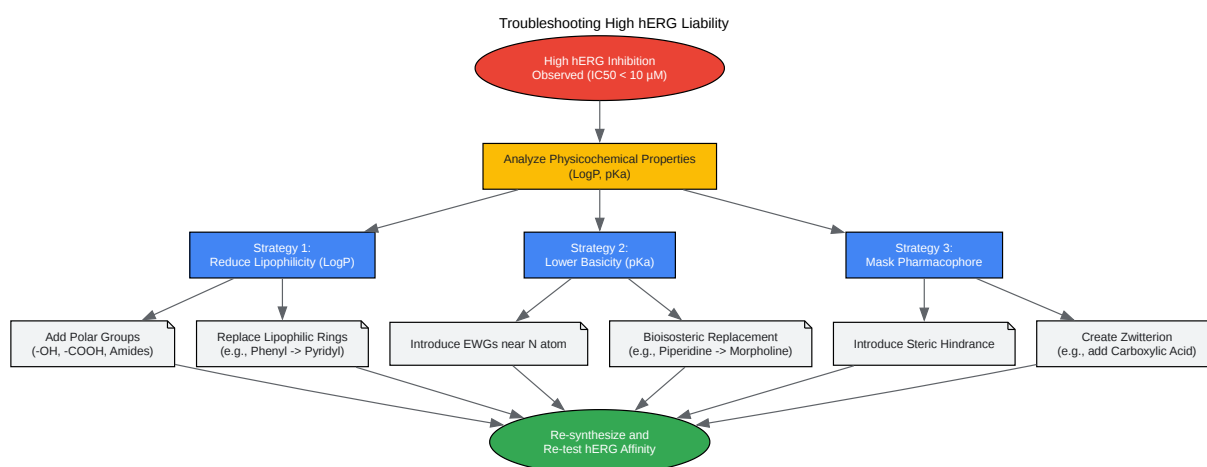 Troubleshooting High hERG Liability
High hERG Inhibition
Observed (IC50 < 10 µM)
Analyze Physicochemical Properties
(LogP, pKa)
Strategy 1:
Reduce Lipophilicity (LogP)
Strategy 2:
Lower Basicity (pKa)
Strategy 3:
Mask Pharmacophore
Add Polar Groups
(-OH, -COOH, Amides)
Replace Lipophilic Rings
(e.g., Phenyl -> Pyridyl)
Introduce EWGs near N atom
Bioisosteric Replacement
(e.g., Piperidine -> Morpholine)
Introduce Steric Hindrance
Create Zwitterion
(e.g., add Carboxylic Acid)
Re-synthesize and
Re-test hERG Affinity